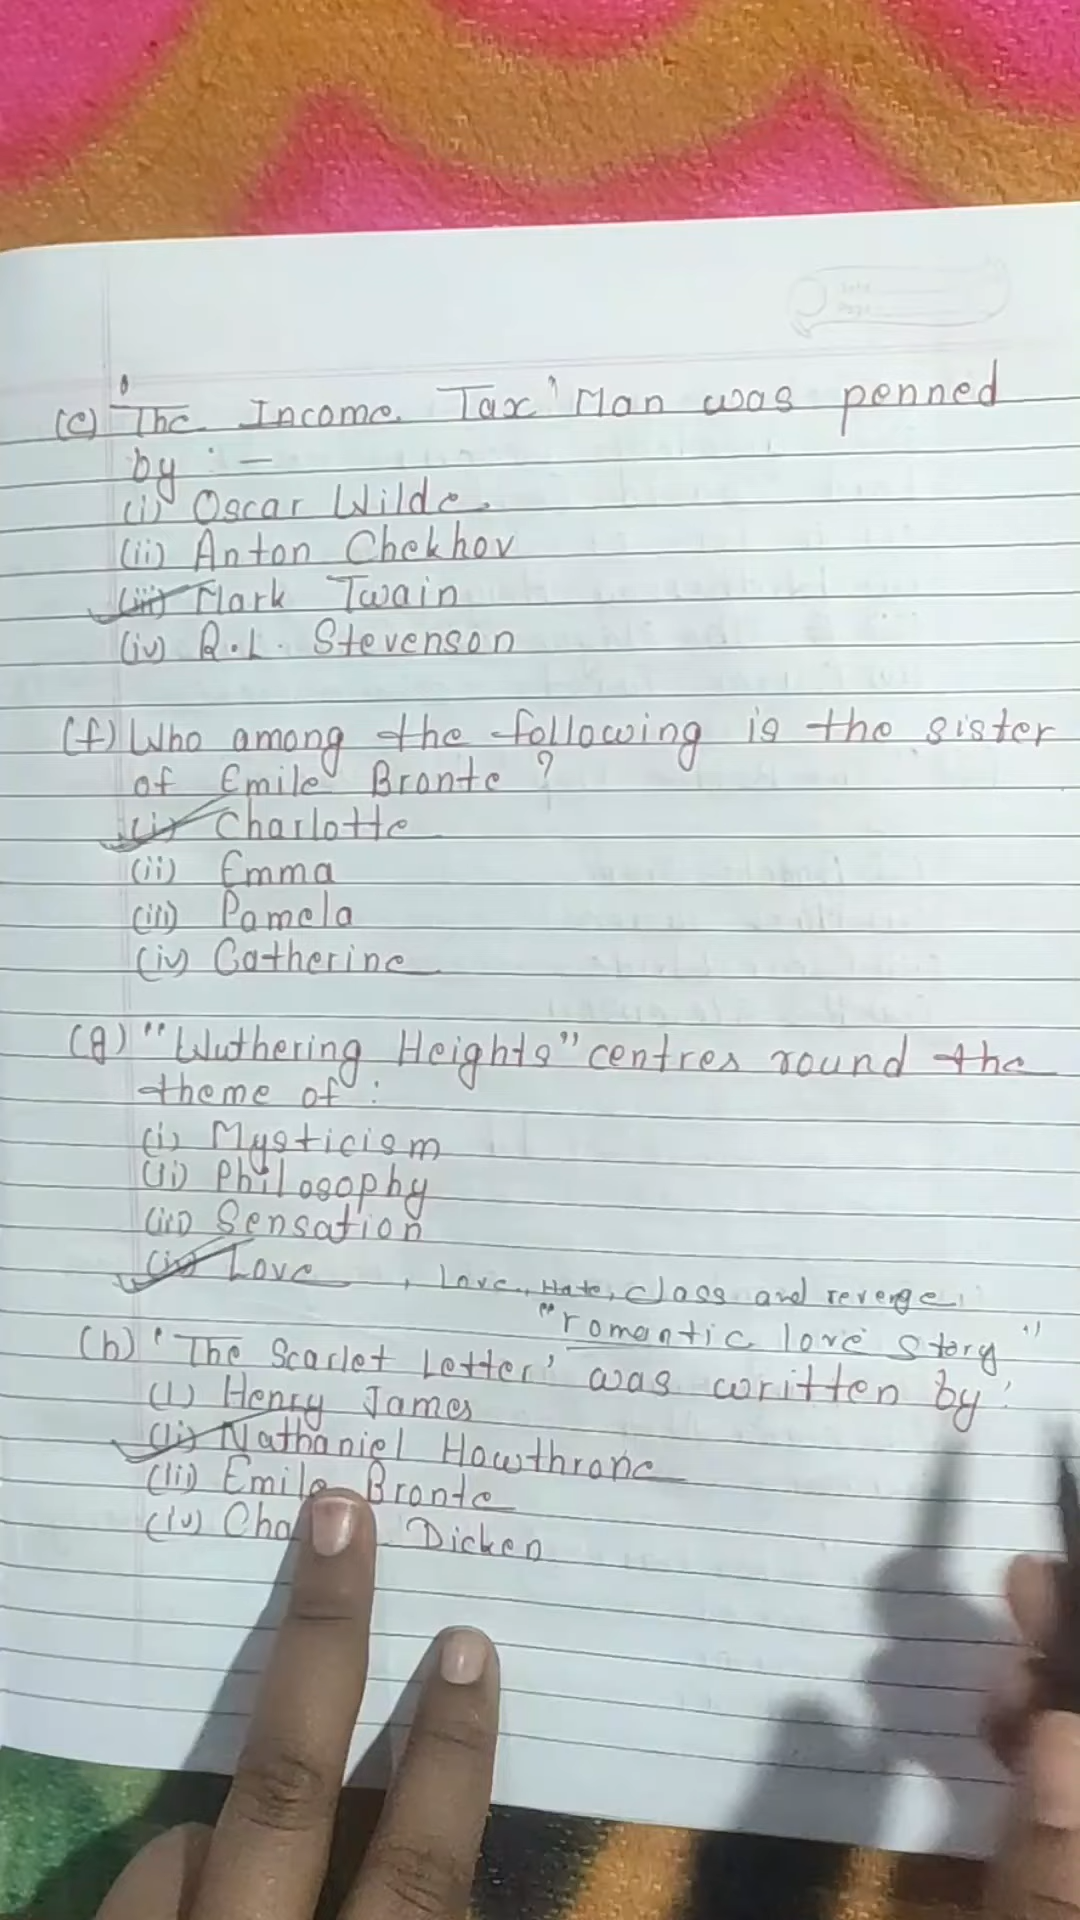 (e) 'The Income Tax' Man was penned
by :-
(i) Oscar Wilde.
(ii) Anton Chekhov
(iii) Mark Twain
(iv) R.L. Stevenson
(f) Who among the following is the sister
of Emile Bronte ?
(i) Charlotte
(ii) Emma
(iii) Pamela
(iv) Catherine
(g) "Wuthering Heights" centres round the
theme of :
(i) Mysticism
(ii) Philosophy
(iii) Sensation
(iv) Love , Love, Hate, class and revenge.
"romantic love story"
(h) 'The Scarlet Letter' was written by:
(i) Henry James
(ii) Nathaniel Howthrone
(iii) Emile Bronte
(iv) Dicken